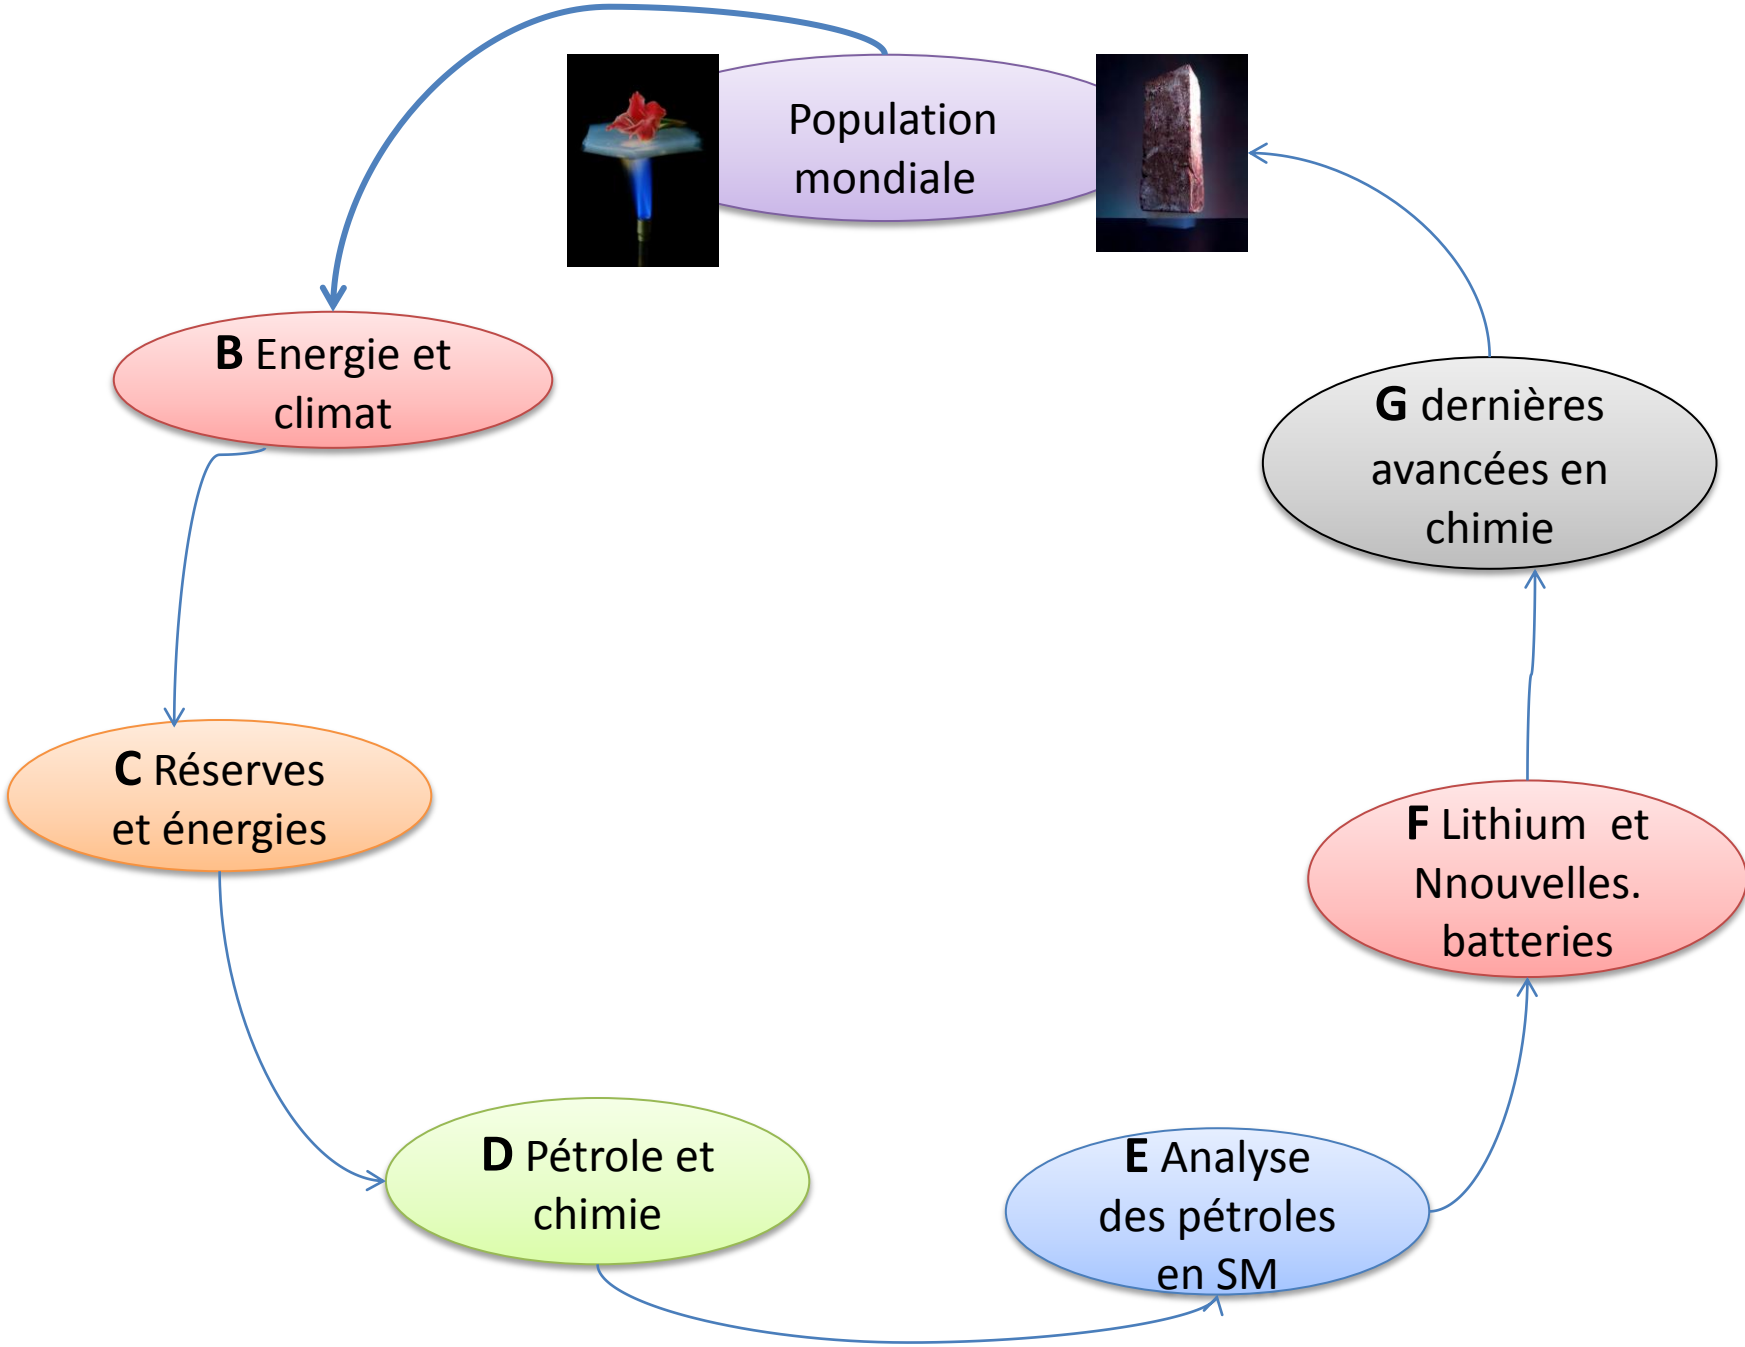 Population
mondiale
B Energie et
climat
C Réserves
et énergies
D Pétrole et
chimie
E Analyse
des pétroles
en SM
F Lithium et
Nnouvelles.
batteries
G dernières
avancées en
chimie